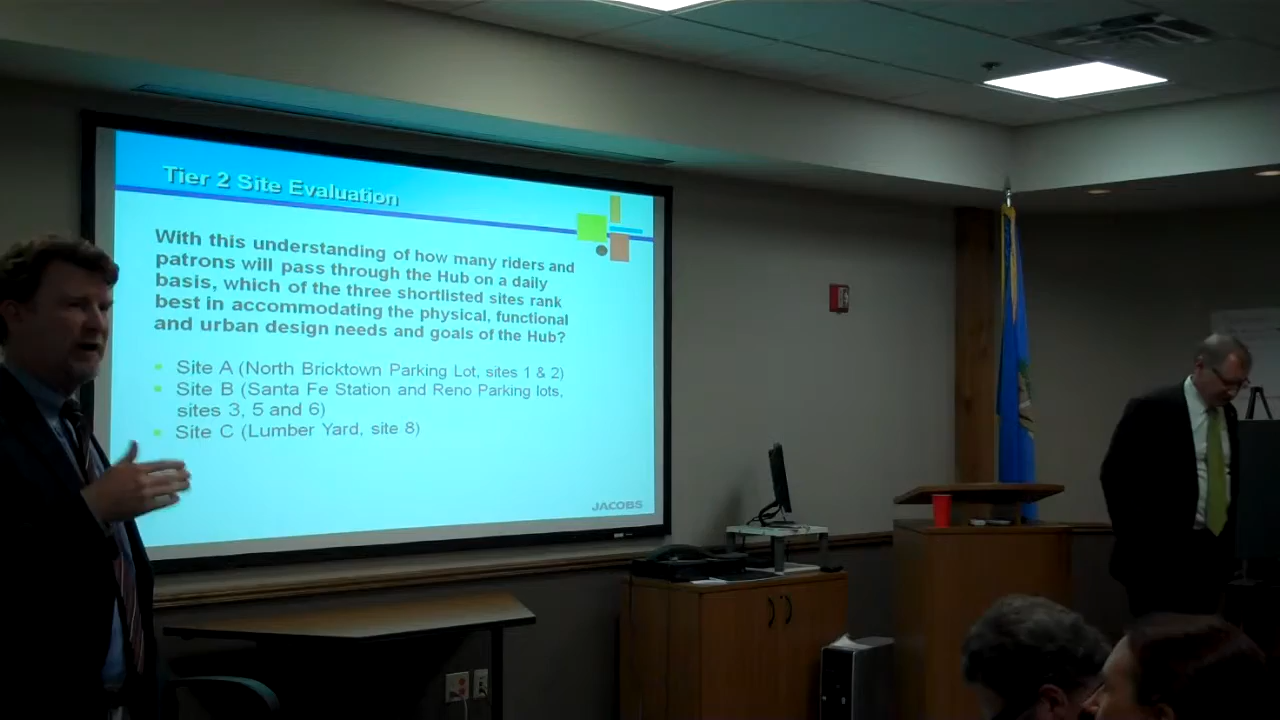 Tier 2 Site Evaluation
With this understanding of how many riders and
patrons will pass through the Hub on a daily
basis, which of the three shortlisted sites rank
best in accommodating the physical, functional
and urban design needs and goals of the Hub?
Site A (North Bricktown Parking Lot, sites 1 & 2)
Site B (Santa Fe Station and Reno Parking lots,
sites 3, 5 and 6)
Site C (Lumber Yard, site 8)
JACOBS